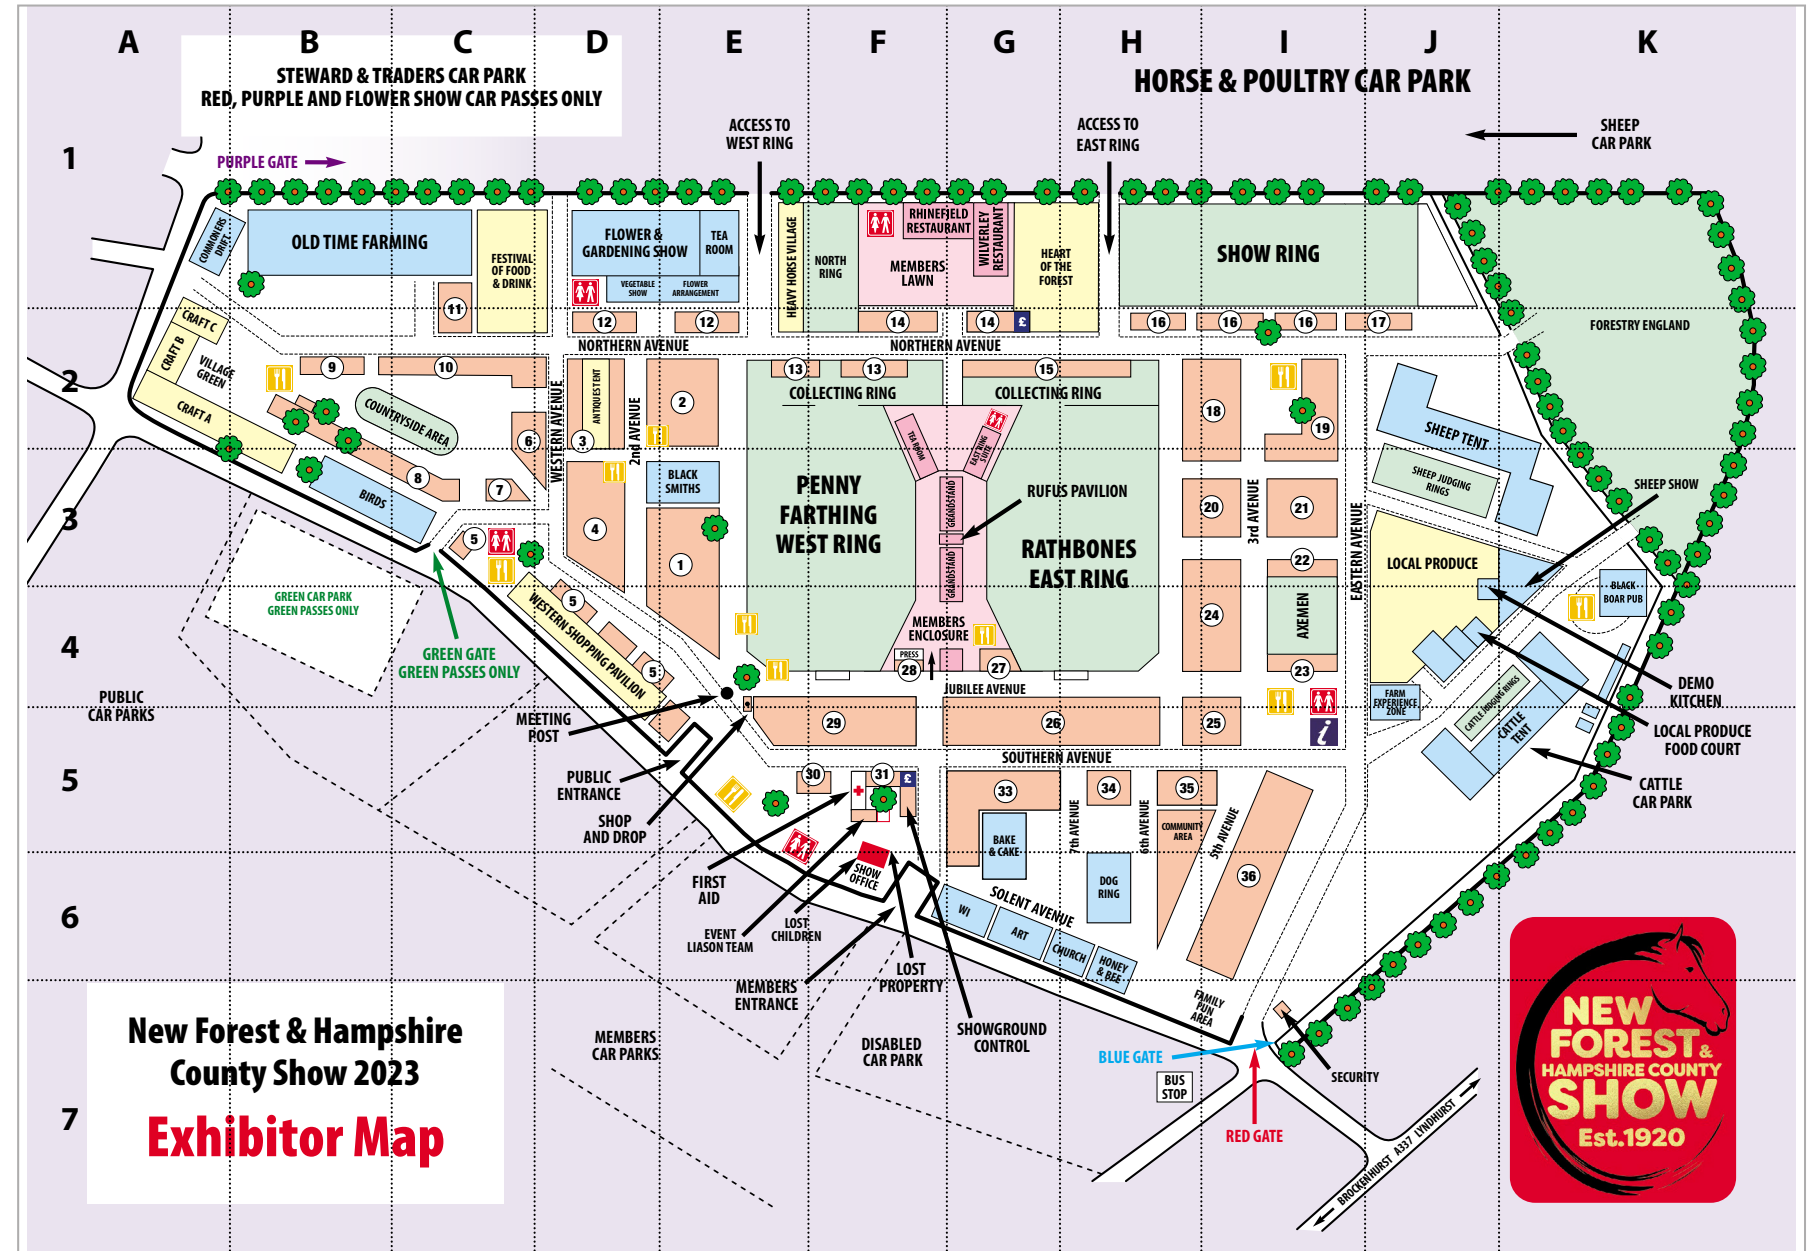 A
B
C
D
E
F
G
H
I
J
K
STEWARD & TRADERS CAR PARK
RED, PURPLE AND FLOWER SHOW CAR PASSES ONLY
HORSE & POULTRY CAR PARK
ACCESS TO
WEST RING
ACCESS TO
EAST RING
SHEEP
CAR PARK
1
PURPLE GATE
COMMONERS
DRIFT
OLD TIME FARMING
FESTIVAL
OF FOOD
& DRINK
FLOWER &
GARDENING SHOW
TEA
ROOM
VEGETABLE
SHOW
FLOWER
ARRANGEMENT
HEAVY HORSE VILLAGE
NORTH
RING
RHINEFIELD
RESTAURANT
WILVERLEY
RESTAURANT
MEMBERS
LAWN
HEART
OF THE
FOREST
SHOW RING
FORESTRY ENGLAND
11
12
12
14
14
£
16
16
16
17
CRAFT C
CRAFT B
CRAFT A
VILLAGE
GREEN
NORTHERN AVENUE
NORTHERN AVENUE
2
9
10
COUNTRYSIDE AREA
6
WESTERN AVENUE
ANTIQUES TENT
3
2nd AVENUE
2
13
13
15
COLLECTING RING
COLLECTING RING
18
19
TEA ROOM
EAST RING
SUITE
SHEEP TENT
SHEEP JUDGING
RINGS
SHEEP SHOW
BIRDS
8
7
BLACK
SMITHS
PENNY
FARTHING
WEST RING
GRANDSTAND
GRANDSTAND
RUFUS PAVILION
RATHBONES
EAST RING
3
5
4
1
20
3rd AVENUE
21
22
EASTERN AVENUE
LOCAL PRODUCE
BLACK
BOAR PUB
GREEN CAR PARK
GREEN PASSES ONLY
5
WESTERN SHOPPING PAVILION
5
24
AXEMEN
23
4
GREEN GATE
GREEN PASSES ONLY
MEMBERS
ENCLOSURE
PRESS
28
27
JUBILEE AVENUE
FARM
EXPERIENCE
ZONE
CATTLE JUDGING RINGS
CATTLE
TENT
DEMO
KITCHEN
LOCAL PRODUCE
FOOD COURT
PUBLIC
CAR PARKS
MEETING
POST
29
26
25
i
SOUTHERN AVENUE
CATTLE
CAR PARK
5
PUBLIC
ENTRANCE
SHOP
AND DROP
30
31
£
33
34
35
7th AVENUE
6th AVENUE
5th AVENUE
COMMUNITY
AREA
BAKE
& CAKE
DOG
RING
36
FIRST
AID
SHOW
OFFICE
6
EVENT
LIASON TEAM
LOST
CHILDREN
LOST
PROPERTY
MEMBERS
ENTRANCE
SOLENT AVENUE
WI
ART
CHURCH
HONEY
& BEE
FAMILY
FUN
AREA
SHOWGROUND
CONTROL
MEMBERS
CAR PARKS
DISABLED
CAR PARK
BLUE GATE
BUS
STOP
SECURITY
RED GATE
BROCKENHURST A337 LYNDHURST
7
New Forest & Hampshire
County Show 2023
Exhibitor Map
NEW
FOREST &
HAMPSHIRE COUNTY
SHOW
Est.1920